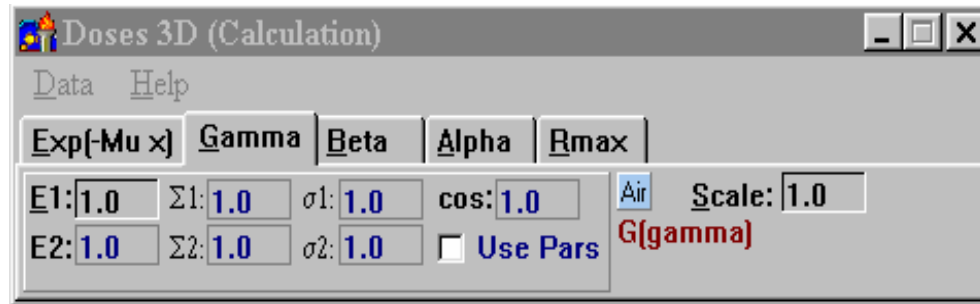 Doses 3D (Calculation)
Data Help
Exp(-Mu x) Gamma Beta Alpha Rmax
E1: 1.0 Σ1: 1.0 σ1: 1.0 cos: 1.0 Air Scale: 1.0
E2: 1.0 Σ2: 1.0 σ2: 1.0 Use Pars G(gamma)